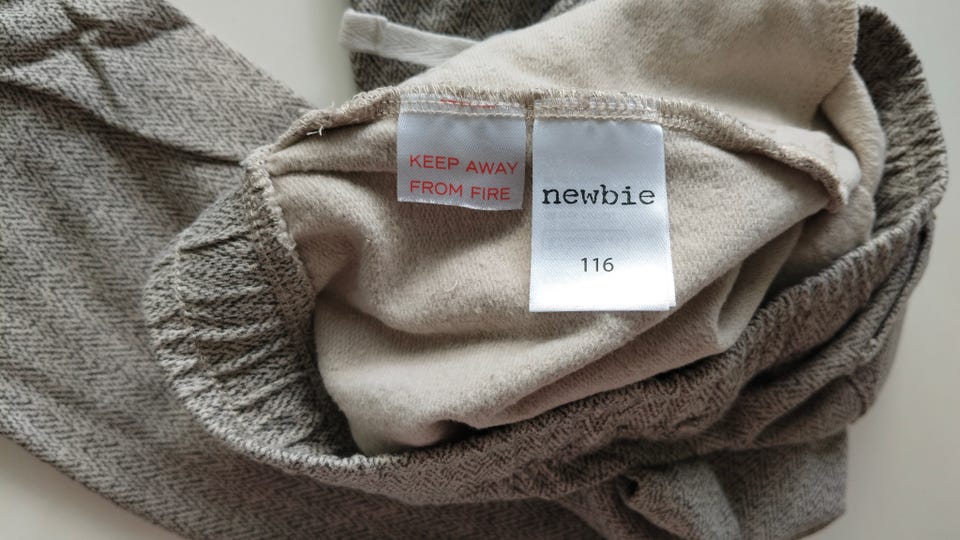 KEEP AWAY
FROM FIRE
newbie
116